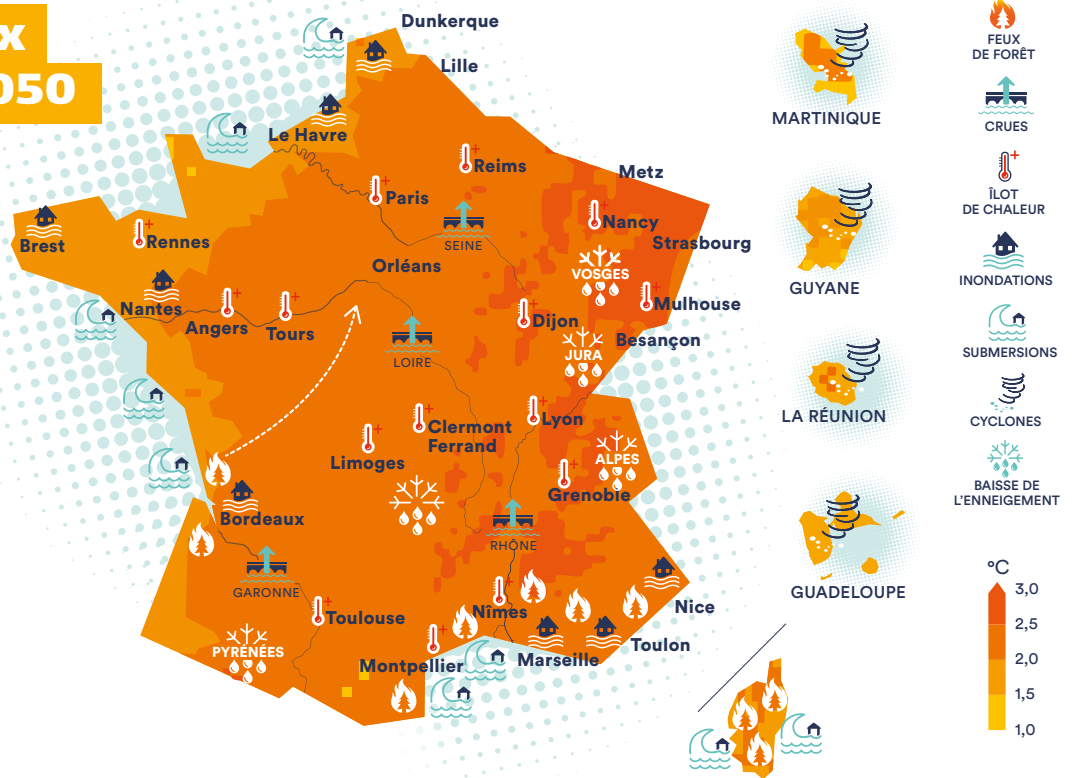 x
050
Dunkerque
Lille
Le Havre
Reims
Metz
Paris
Nancy
Strasbourg
Brest
Rennes
SEINE
Orléans
VOSGES
Nantes
Angers
Tours
Dijon
Mulhouse
Besançon
LOIRE
JURA
Clermont
Ferrand
Lyon
Limoges
ALPES
Grenoble
Bordeaux
RHÔNE
GARONNE
Toulouse
Nîmes
Nice
PYRÉNÉES
Montpellier
Marseille
Toulon
MARTINIQUE
GUYANE
LA RÉUNION
GUADELOUPE
FEUX
DE FORÊT
CRUES
ÎLOT
DE CHALEUR
INONDATIONS
SUBMERSIONS
CYCLONES
BAISSE DE
L'ENNEIGEMENT
°C
3,0
2,5
2,0
1,5
1,0